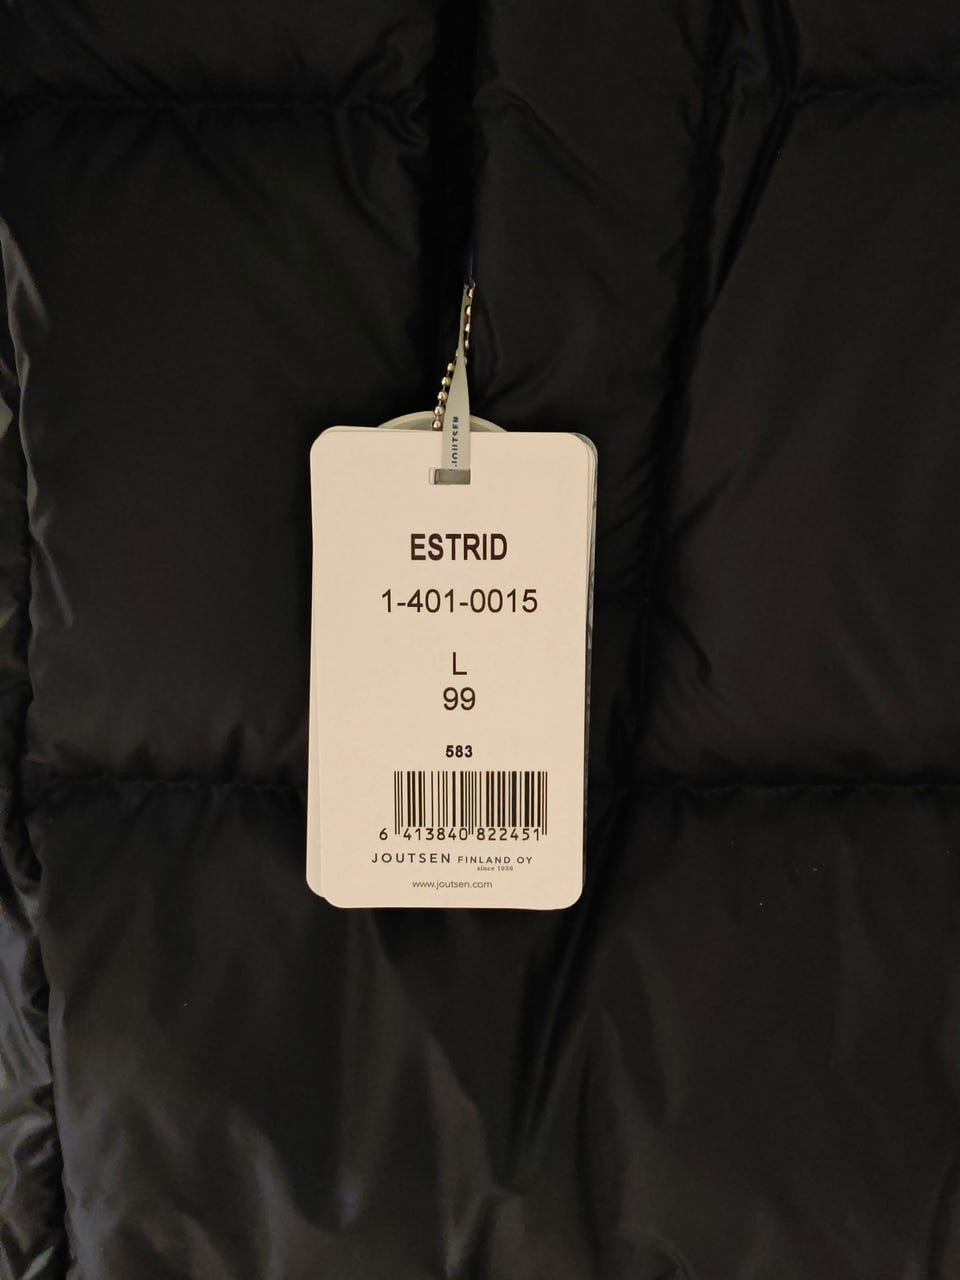 JOUTSEN
ESTRID
1-401-0015
L
99
583
6 413840 822451
JOUTSEN FINLAND OY
since 1936
www.joutsen.com